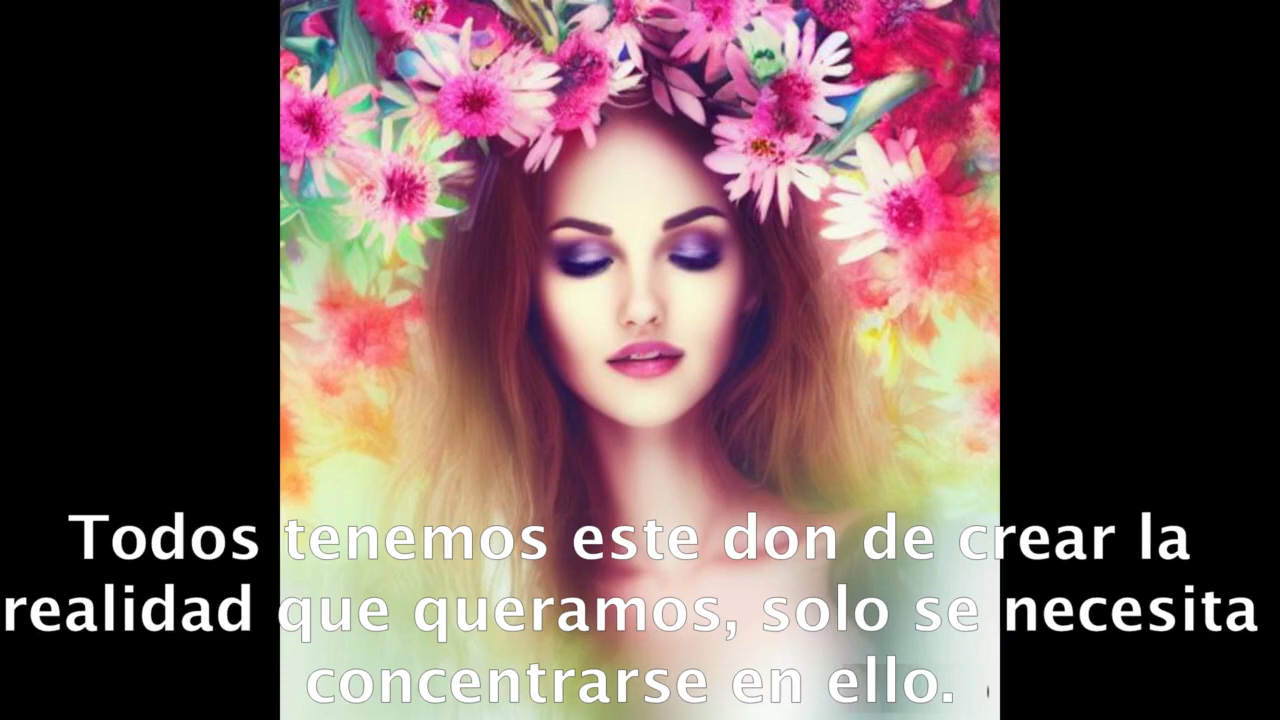 Todos tenemos este don de crear la
realidad que queramos, solo se necesita
concentrarse en ello.